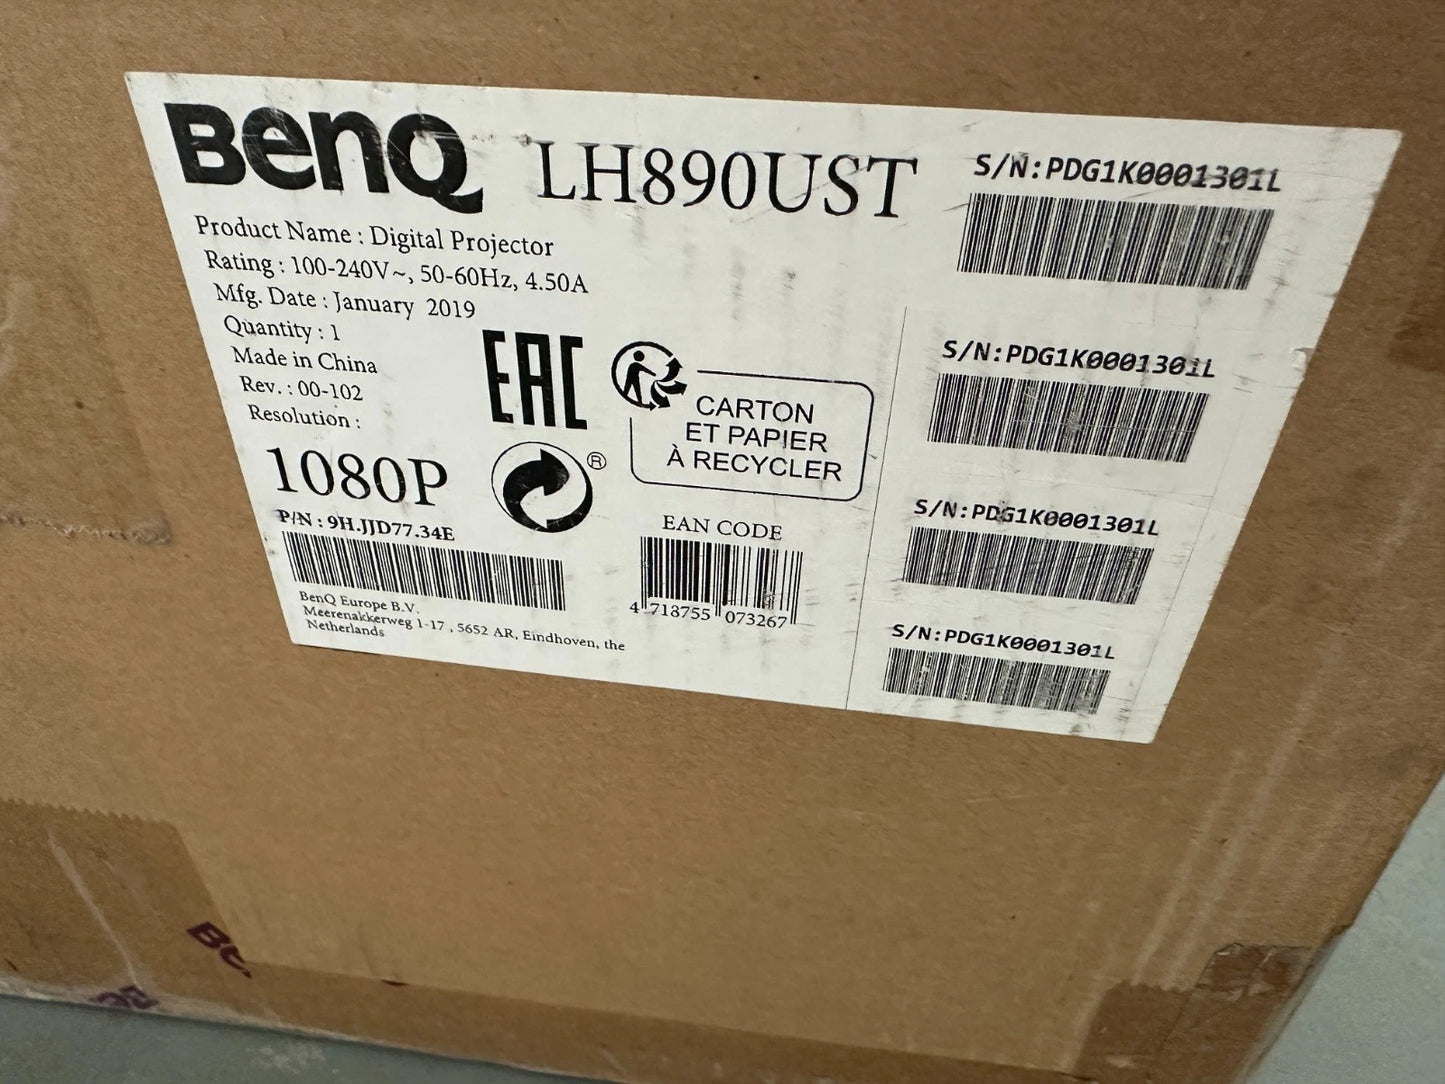 BenQ LH890UST
Product Name : Digital Projector
Rating : 100-240V~, 50-60Hz, 4.50A
Mfg. Date : January 2019
Quantity : 1
Made in China
Rev. : 00-102
Resolution :
1080P
P/N : 9H.JJD77.34E
BenQ Europe B.V.
Meerenakkerweg 1-17 , 5652 AR, Eindhoven, the
Netherlands
EAC
®
CARTON
ET PAPIER
À RECYCLER
EAN CODE
4 718755 073267
S/N:PDG1K0001301L
S/N:PDG1K0001301L
S/N:PDG1K0001301L
S/N:PDG1K0001301L